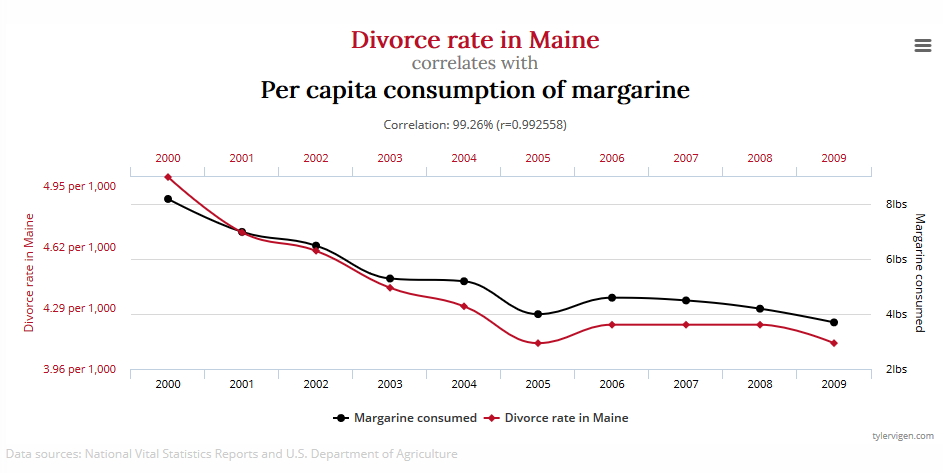 Divorce rate in Maine
correlates with
Per capita consumption of margarine
Correlation: 99.26% (r=0.992558)
2000 2001 2002 2003 2004 2005 2006 2007 2008 2009
Divorce rate in Maine
4.95 per 1,000
4.62 per 1,000
4.29 per 1,000
3.96 per 1,000
8lbs
6lbs
4lbs
2lbs
Margarine consumed
2000 2001 2002 2003 2004 2005 2006 2007 2008 2009
Margarine consumed Divorce rate in Maine
tylervigen.com
Data sources: National Vital Statistics Reports and U.S. Department of Agriculture